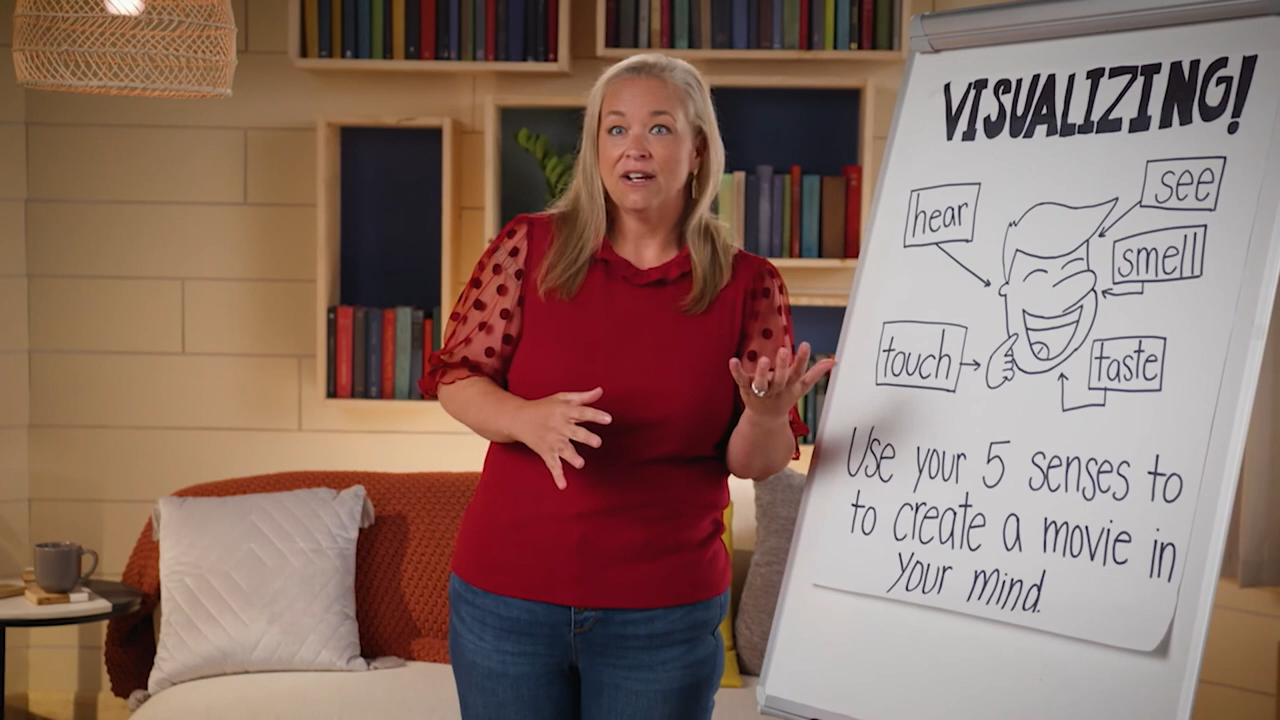 VISUALIZING!
hear
see
smell
touch
taste
Use your 5 senses to
to create a movie in
your mind.